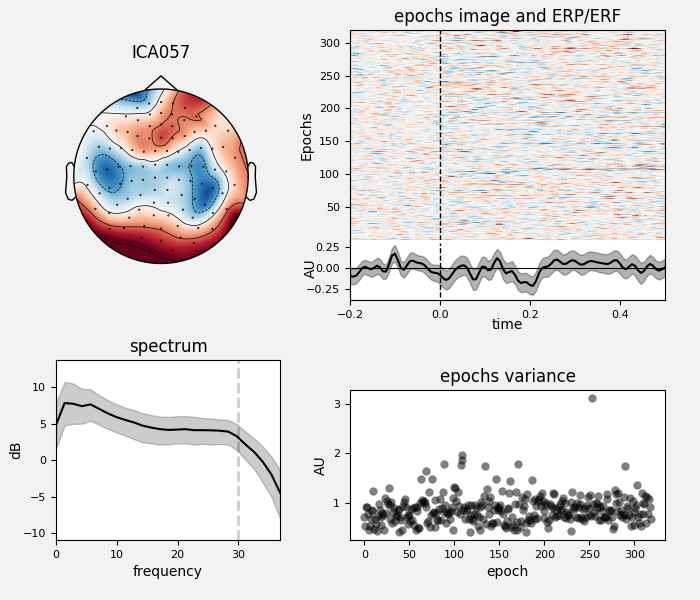 ICA057
epochs image and ERP/ERF
Epochs
300
250
200
150
100
50
AU
0.25
0.00
−0.25
−0.2
0.0
0.2
0.4
time
spectrum
dB
10
5
0
−5
−10
0
10
20
30
frequency
epochs variance
AU
3
2
1
0
50
100
150
200
250
300
epoch